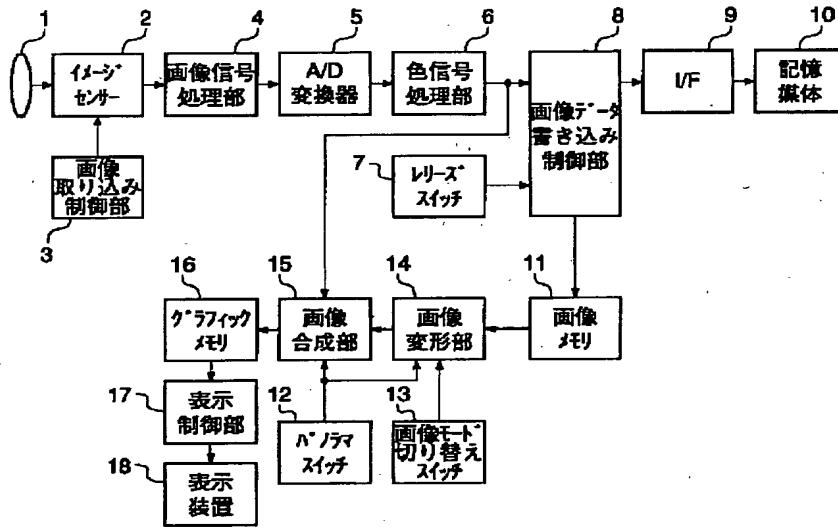 1
2
4
5
6
8
9
10
イメージ
センサー
画像信号
処理部
A/D
変換器
色信号
処理部
画像データ
書き込み
制御部
I/F
記憶
媒体
画像
取り込み
制御部
3
7
レリーズ
スイッチ
16
15
14
11
グラフィック
メモリ
画像
合成部
画像
変形部
画像
メモリ
17
表示
制御部
12
パノラマ
スイッチ
13
画像モード
切り替え
スイッチ
18
表示
装置